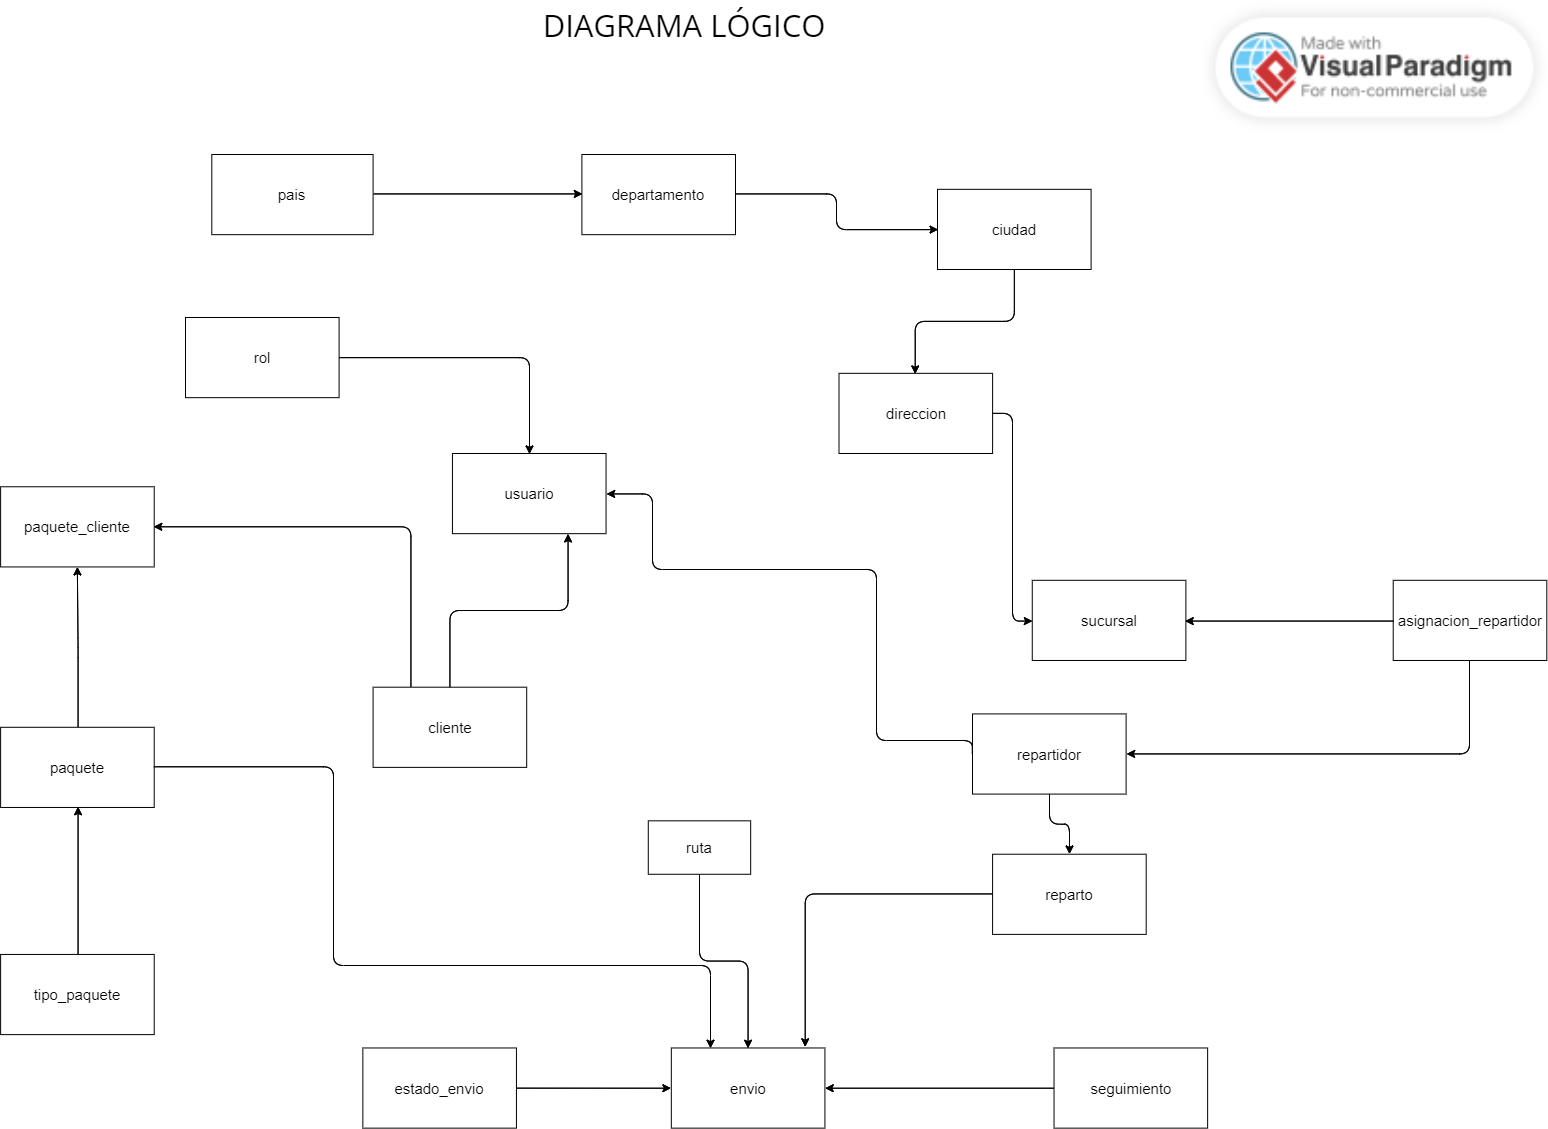 DIAGRAMA LÓGICO
Made with
Visual Paradigm
For non-commercial use
pais
departamento
ciudad
rol
direccion
usuario
paquete_cliente
sucursal
asignacion_repartidor
cliente
repartidor
paquete
ruta
reparto
tipo_paquete
estado_envio
envio
seguimiento